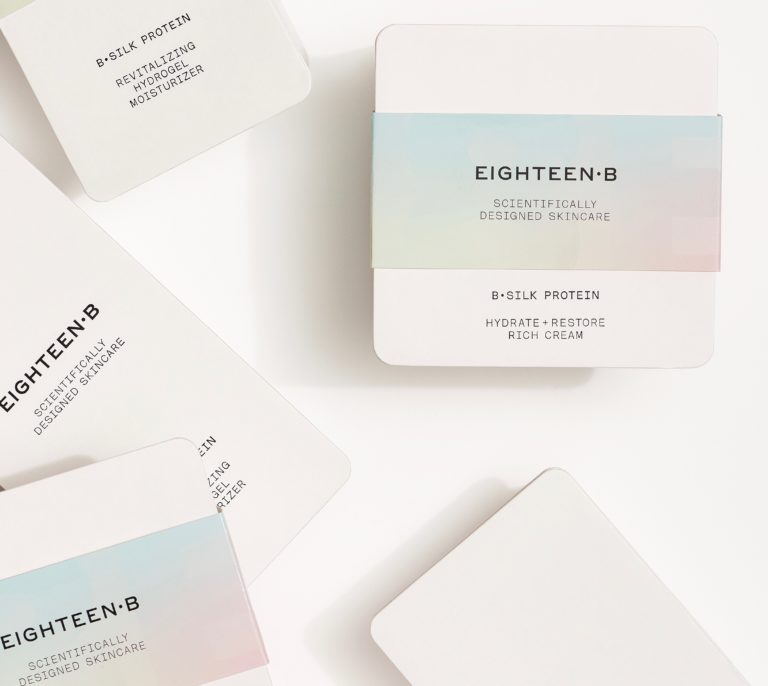 B•SILK PROTEIN
REVITALIZING
HYDROGEL
MOISTURIZER
EIGHTEEN•B
SCIENTIFICALLY
DESIGNED SKINCARE
B•SILK PROTEIN
HYDRATE + RESTORE
RICH CREAM
EIGHTEEN•B
SCIENTIFICALLY
DESIGNED SKINCARE
EIGHTEEN•B
SCIENTIFICALLY
DESIGNED SKINCARE